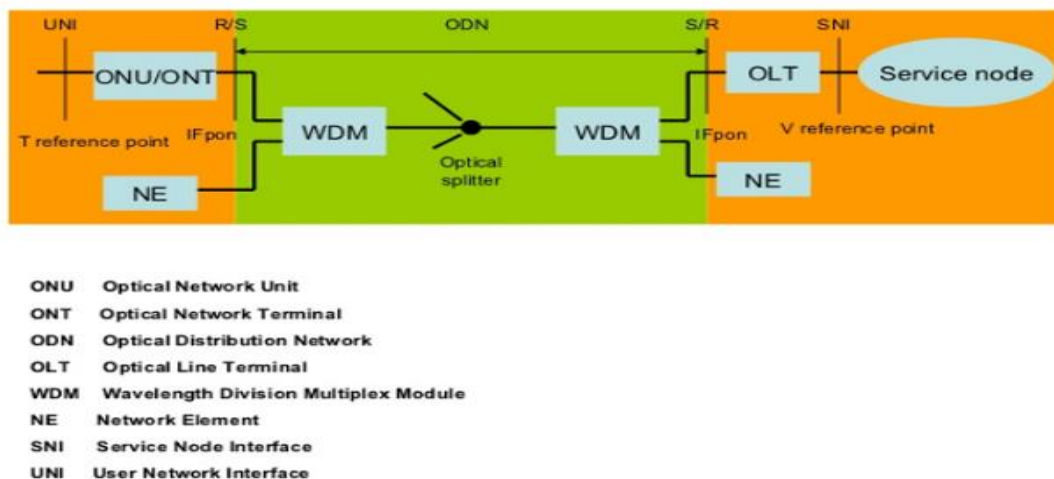 UNI R/S ODN S/R SNI
ONU/ONT OLT Service node
WDM WDM
T reference point IFpon IFpon V reference point
Optical
splitter
NE NE
ONU Optical Network Unit
ONT Optical Network Terminal
ODN Optical Distribution Network
OLT Optical Line Terminal
WDM Wavelength Division Multiplex Module
NE Network Element
SNI Service Node Interface
UNI User Network Interface